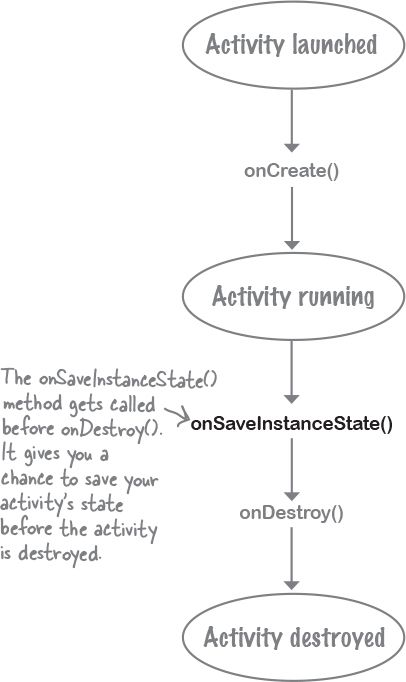 Activity launched
onCreate()
Activity running
The onSaveInstanceState()
method gets called
before onDestroy().
It gives you a
chance to save your
activity's state
before the activity
is destroyed.
onSaveInstanceState()
onDestroy()
Activity destroyed